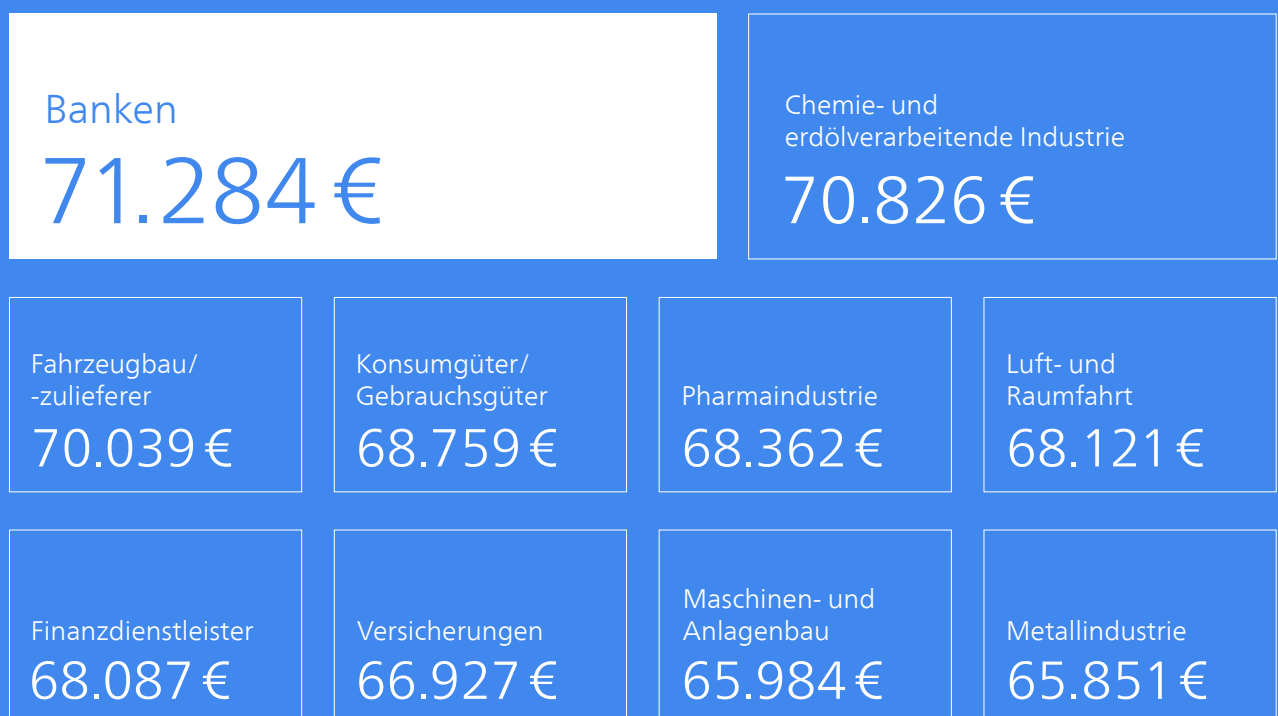 Banken
71.284 €
Chemie- und
erdölverarbeitende Industrie
70.826 €
Fahrzeugbau/
-zulieferer
70.039 €
Konsumgüter/
Gebrauchsgüter
68.759 €
Pharmaindustrie
68.362 €
Luft- und
Raumfahrt
68.121 €
Finanzdienstleister
68.087 €
Versicherungen
66.927 €
Maschinen- und
Anlagenbau
65.984 €
Metallindustrie
65.851 €